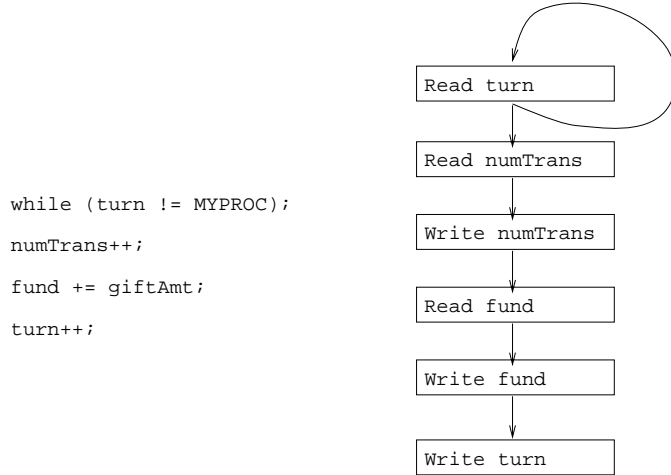 while (turn != MYPROC);
numTrans++;
fund += giftAmt;
turn++;
Read turn
Read numTrans
Write numTrans
Read fund
Write fund
Write turn